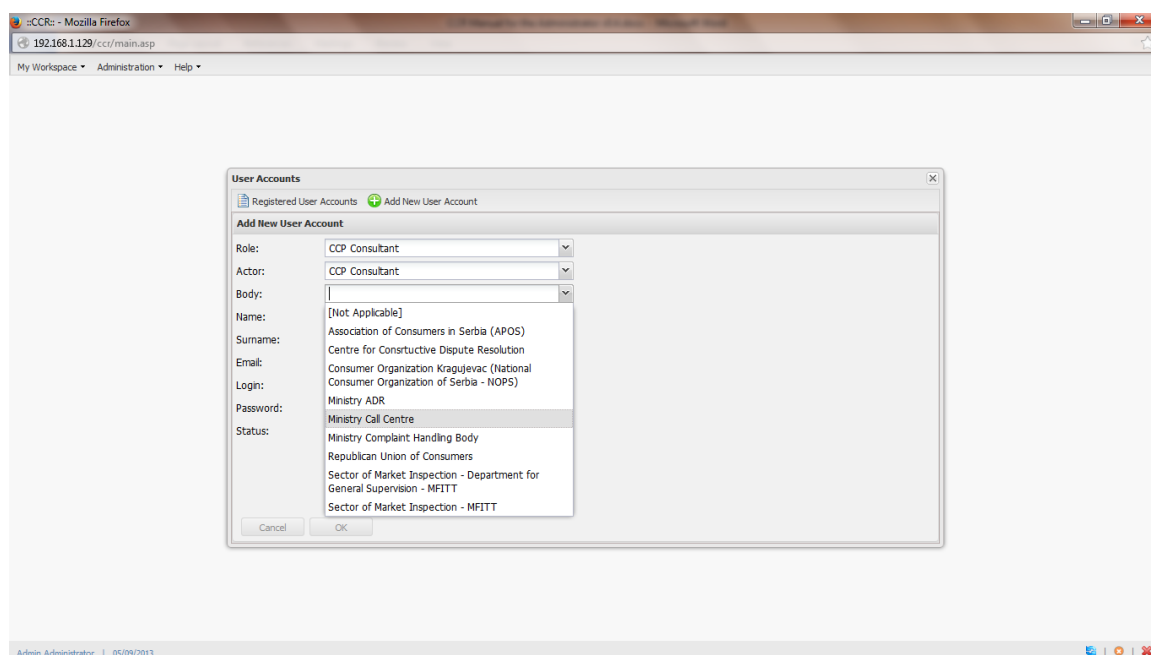 ::CCR:: - Mozilla Firefox
192.168.1.129/ccr/main.asp
My Workspace Administration Help
User Accounts
Registered User Accounts Add New User Account
Add New User Account
Role: CCP Consultant
Actor: CCP Consultant
Body:
[Not Applicable]
Name:
Association of Consumers in Serbia (APOS)
Surname:
Centre for Consrtuctive Dispute Resolution
Email:
Consumer Organization Kragujevac (National
Consumer Organization of Serbia - NOPS)
Login:
Ministry ADR
Password:
Ministry Call Centre
Status:
Ministry Complaint Handling Body
Republican Union of Consumers
Sector of Market Inspection - Department for
General Supervision - MFITT
Sector of Market Inspection - MFITT
Cancel OK
Admin Administrator | 05/09/2013